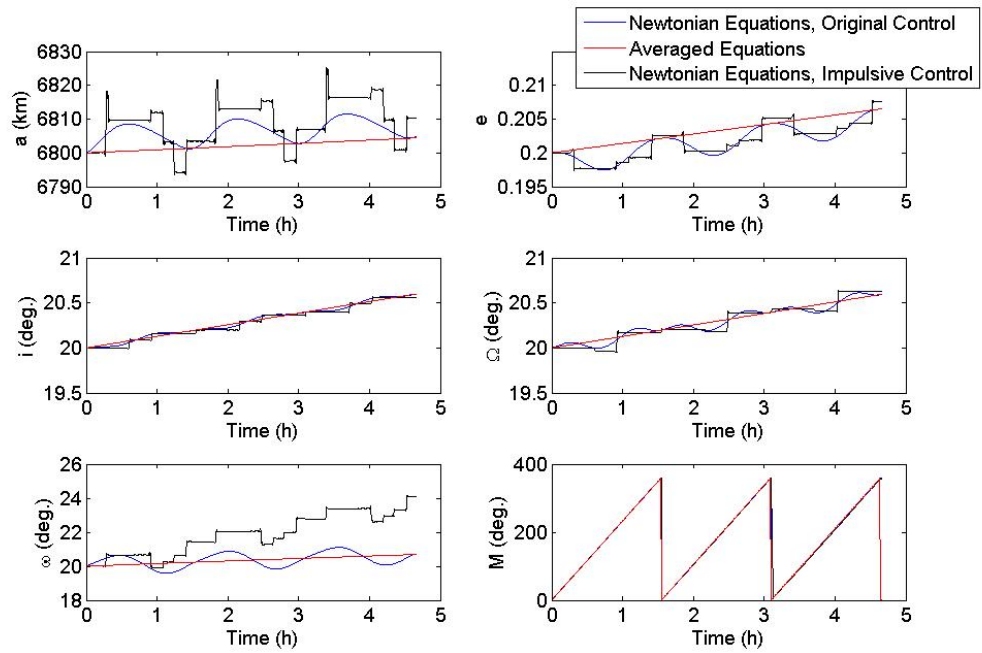 Newtonian Equations, Original Control
Averaged Equations
Newtonian Equations, Impulsive Control
6830
6820
6810
6800
6790
a (km)
0 1 2 3 4 5
Time (h)
0.21
0.205
0.2
0.195
e
0 1 2 3 4 5
Time (h)
21
20.5
20
19.5
i (deg.)
0 1 2 3 4 5
Time (h)
21
20.5
20
19.5
Ω (deg.)
0 1 2 3 4 5
Time (h)
26
24
22
20
18
ω (deg.)
0 1 2 3 4 5
Time (h)
400
200
0
M (deg.)
0 1 2 3 4 5
Time (h)